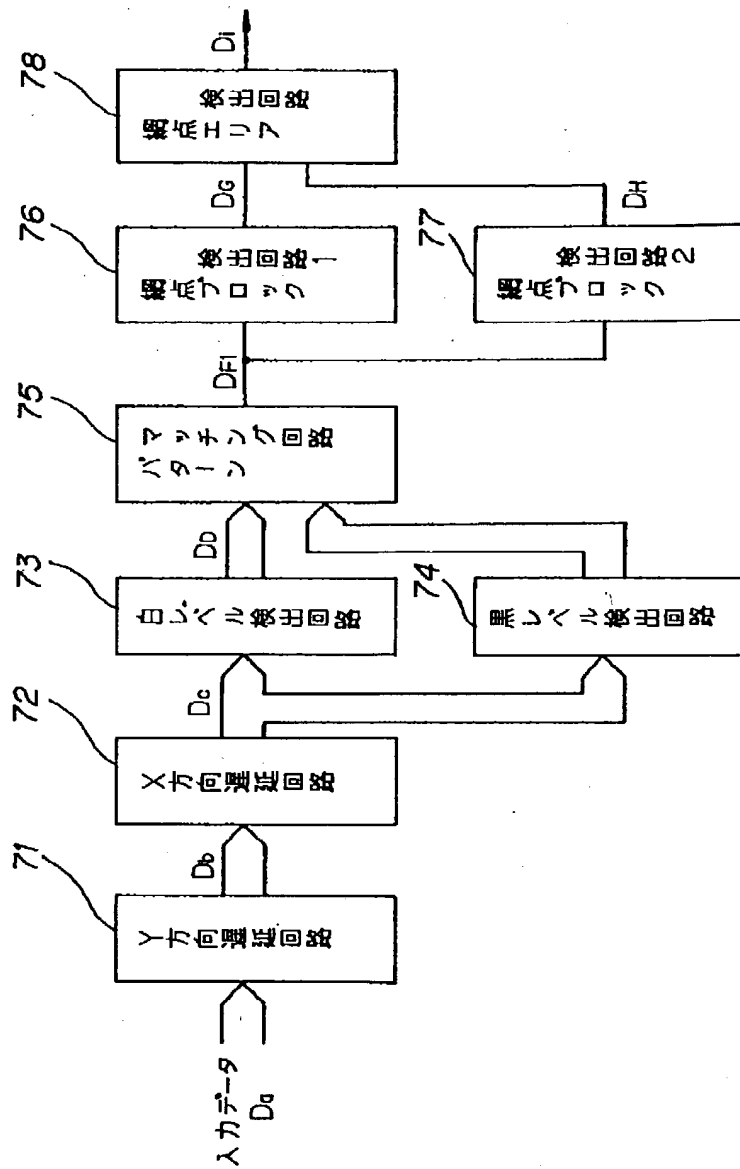 入力データ
Da
71
Y方向遅延回路
Db
72
X方向遅延回路
Dc
73
白レベル検出回路
DD
74
黒レベル検出回路
75
パターン
マッチング回路
DF1
76
網点ブロック
検出回路1
DG
77
網点ブロック
検出回路2
DH
78
網点エリア
検出回路
Di